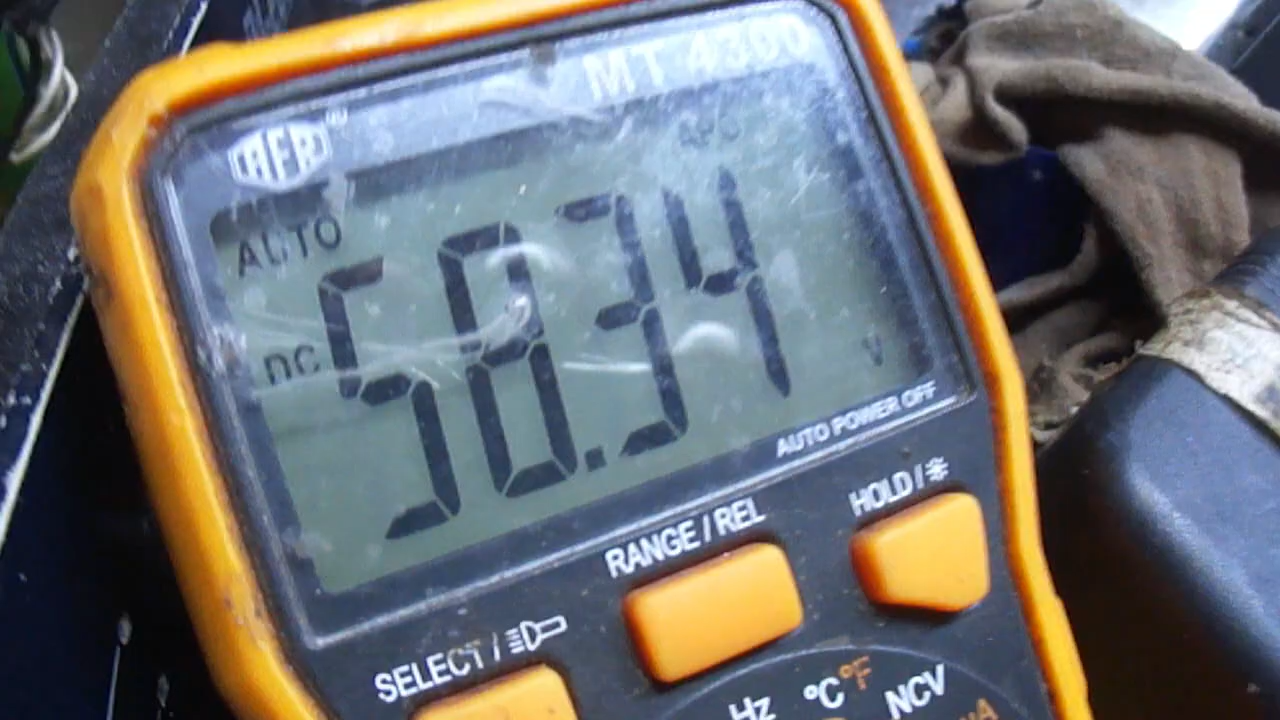 MT 4300
AUTO
DC 58.34 V
AUTO POWER OFF
HOLD /
RANGE / REL
SELECT /
Hz °C °F NCV